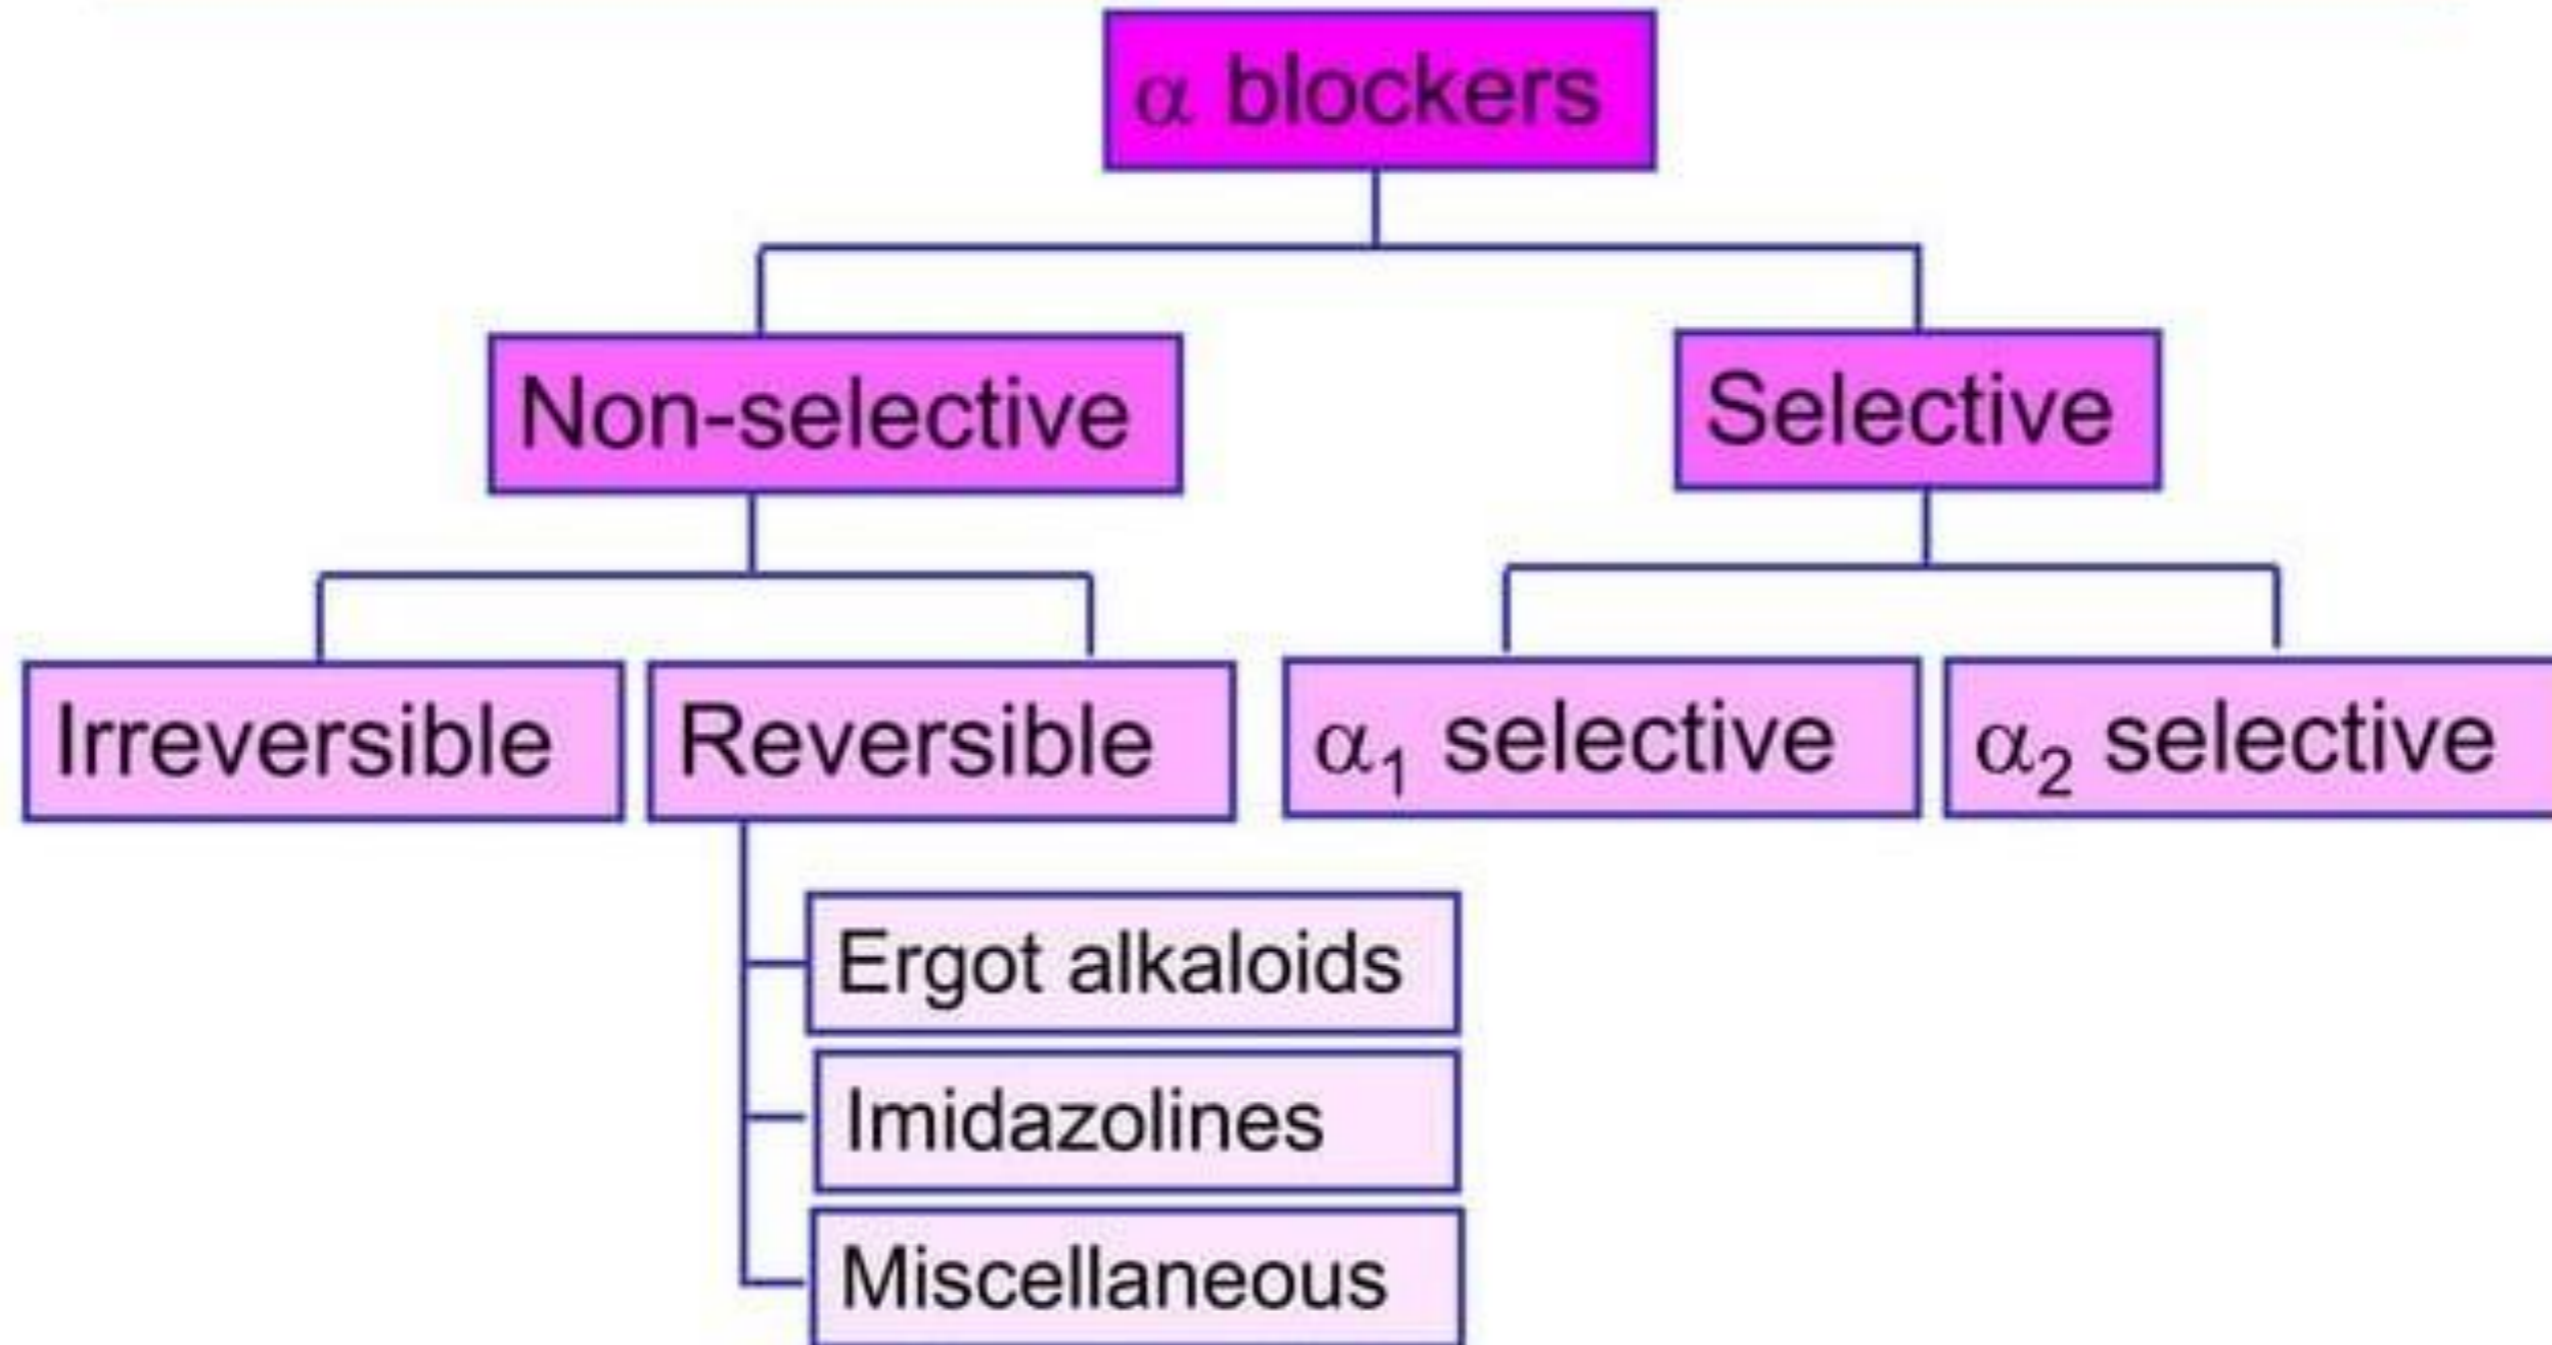 α blockers
Non-selective
Selective
Irreversible
Reversible
α₁ selective
α₂ selective
Ergot alkaloids
Imidazolines
Miscellaneous